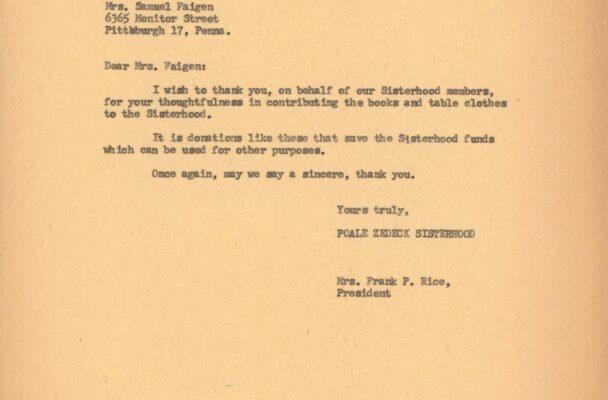 Mrs. Samuel Faigen
6365 Monitor Street
Pittbburgh 17, Penna.
Dear Mrs. Faigen:
I wish to thank you, on behalf of our Sisterhood members,
for your thoughtfulness in contributing the books and table clothes
to the Sisterhood.
It is donations like these that save the Sisterhood funds
which can be used for other purposes.
Once again, may we say a sincere, thank you.
Yours truly,
POALE ZEDECK SISTERHOOD
Mrs. Frank P. Rice,
President